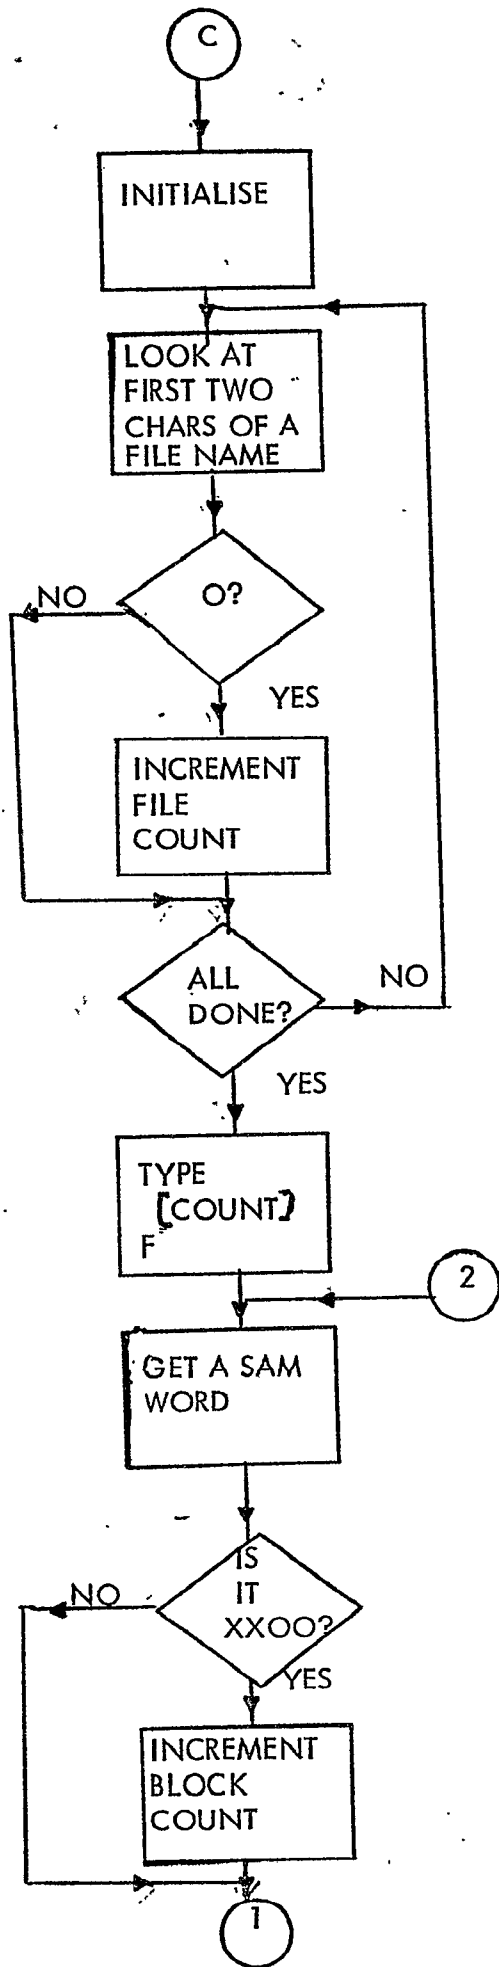 C
INITIALISE
LOOK AT
FIRST TWO
CHARS OF A
FILE NAME
O?
NO
YES
INCREMENT
FILE
COUNT
ALL
DONE?
NO
YES
TYPE
[COUNT]
F
2
GET A SAM
WORD
IS
IT
XXOO?
NO
YES
INCREMENT
BLOCK
COUNT
1